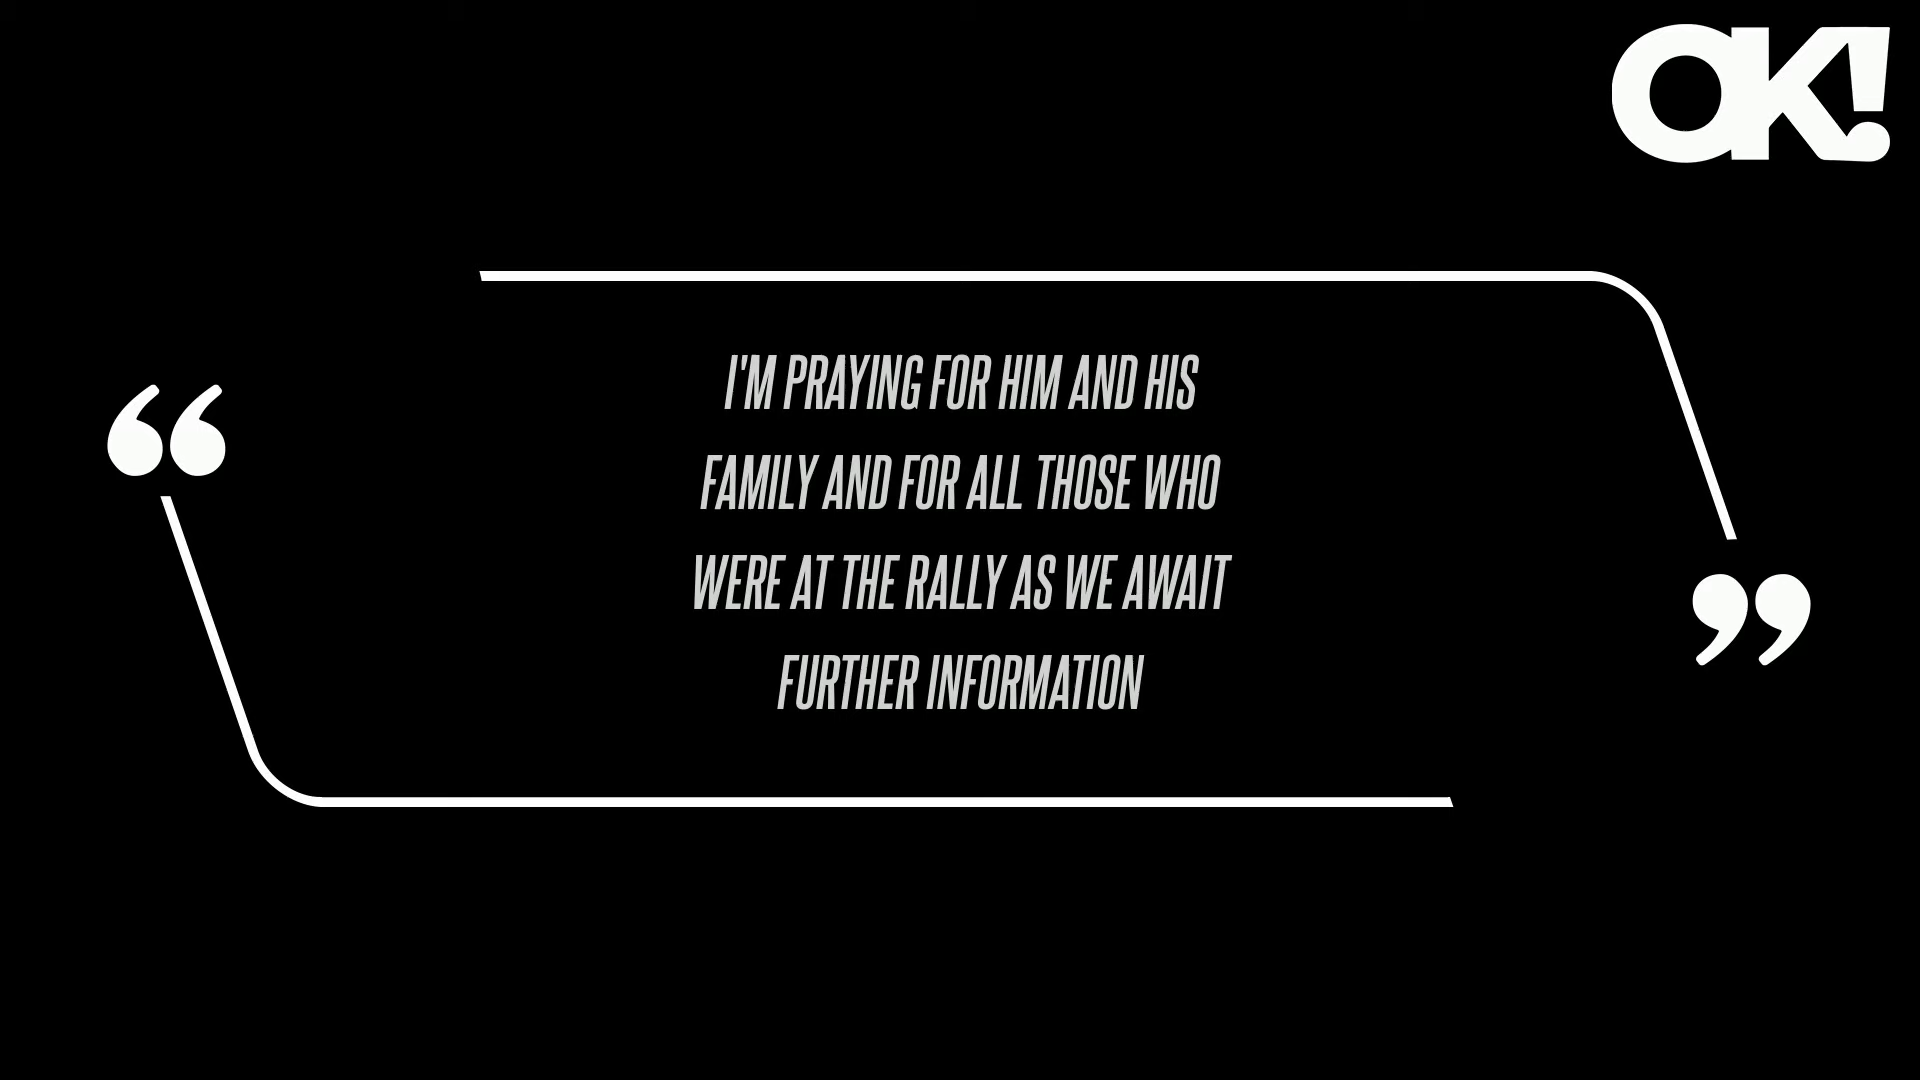 OK!
“
I'M PRAYING FOR HIM AND HIS
FAMILY AND FOR ALL THOSE WHO
WERE AT THE RALLY AS WE AWAIT
FURTHER INFORMATION
”